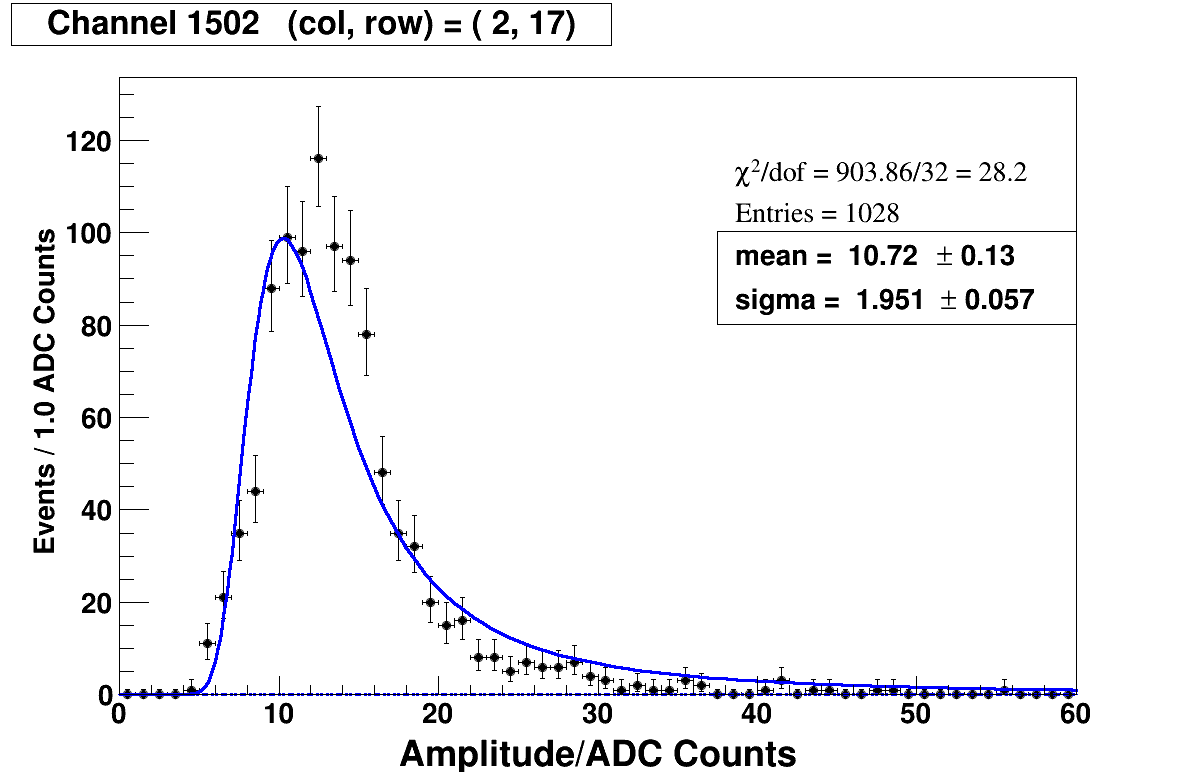 Channel 1502 (col, row) = ( 2, 17)
χ²/dof = 903.86/32 = 28.2
Entries = 1028
mean = 10.72 ± 0.13
sigma = 1.951 ± 0.057
Events / 1.0 ADC Counts
120
100
80
60
40
20
0
0 10 20 30 40 50 60
Amplitude/ADC Counts